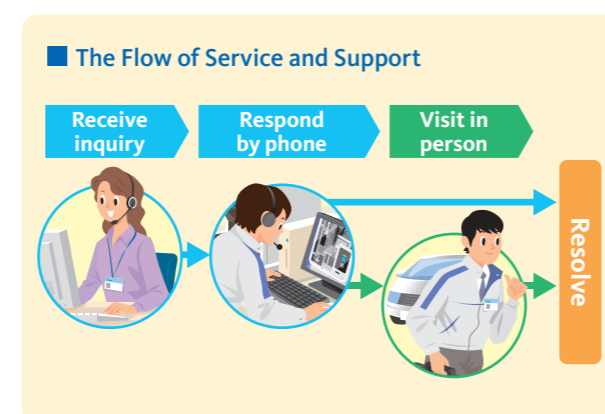 The Flow of Service and Support
Receive
inquiry
Respond
by phone
Visit in
person
Resolve